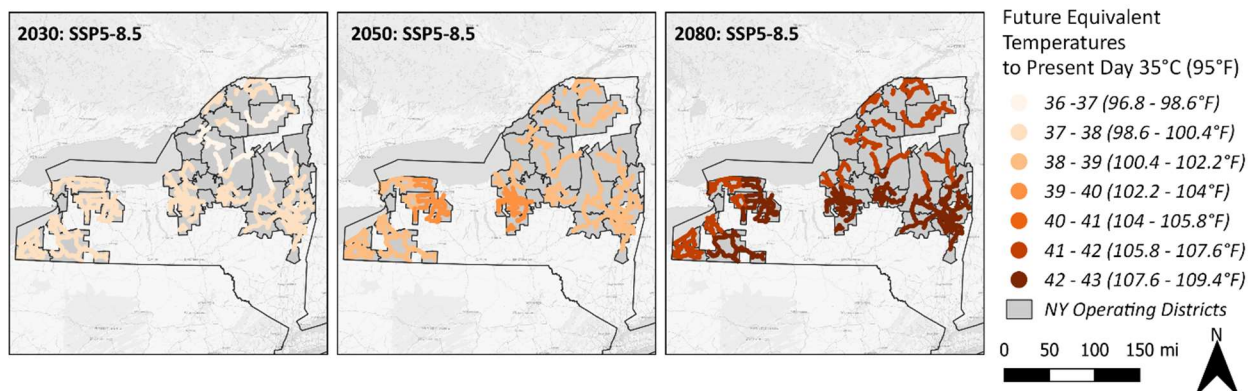 2030: SSP5-8.5
2050: SSP5-8.5
2080: SSP5-8.5
Future Equivalent
Temperatures
to Present Day 35°C (95°F)
36 -37 (96.8 - 98.6°F)
37 - 38 (98.6 - 100.4°F)
38 - 39 (100.4 - 102.2°F)
39 - 40 (102.2 - 104°F)
40 - 41 (104 - 105.8°F)
41 - 42 (105.8 - 107.6°F)
42 - 43 (107.6 - 109.4°F)
NY Operating Districts
0 50 100 150 mi
N